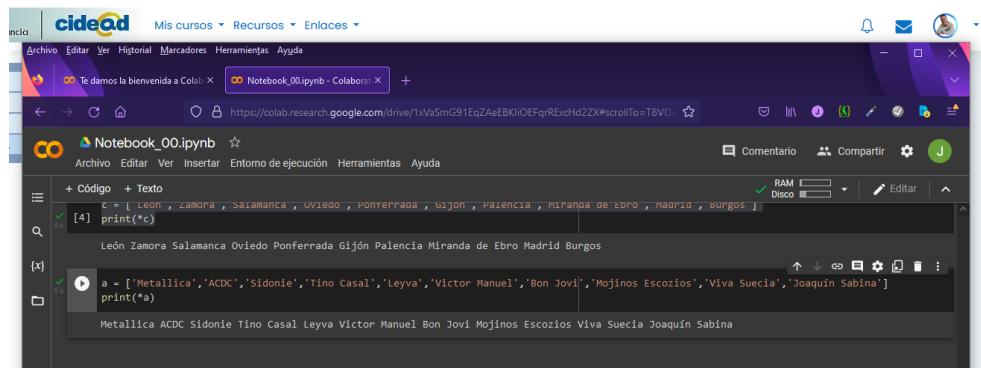 ncia
cidead Mis cursos Recursos Enlaces
Archivo Editar Ver Historial Marcadores Herramientas Ayuda
Te damos la bienvenida a Colab Notebook_00.ipynb - Colaborat
https://colab.research.google.com/drive/1xVaSmG91EqZAeEBKIiOEFqrRExcHd2ZX#scrollTo=T8VD
Notebook_00.ipynb
Comentario Compartir J
Archivo Editar Ver Insertar Entorno de ejecución Herramientas Ayuda
+ Código + Texto RAM Disco Editar
c = [ León , Zamora , Salamanca , Oviedo , Ponferrada , Gijón , Palencia , Miranda de Ebro , Madrid , Burgos ]
[4] print(*c)
León Zamora Salamanca Oviedo Ponferrada Gijón Palencia Miranda de Ebro Madrid Burgos
{x}
a = ['Metallica','ACDC','Sidonie','Tino Casal','Leyva','Victor Manuel','Bon Jovi','Mojinos Escozios','Viva Suecia','Joaquín Sabina']
print(*a)
Metallica ACDC Sidonie Tino Casal Leyva Victor Manuel Bon Jovi Mojinos Escozios Viva Suecia Joaquín Sabina